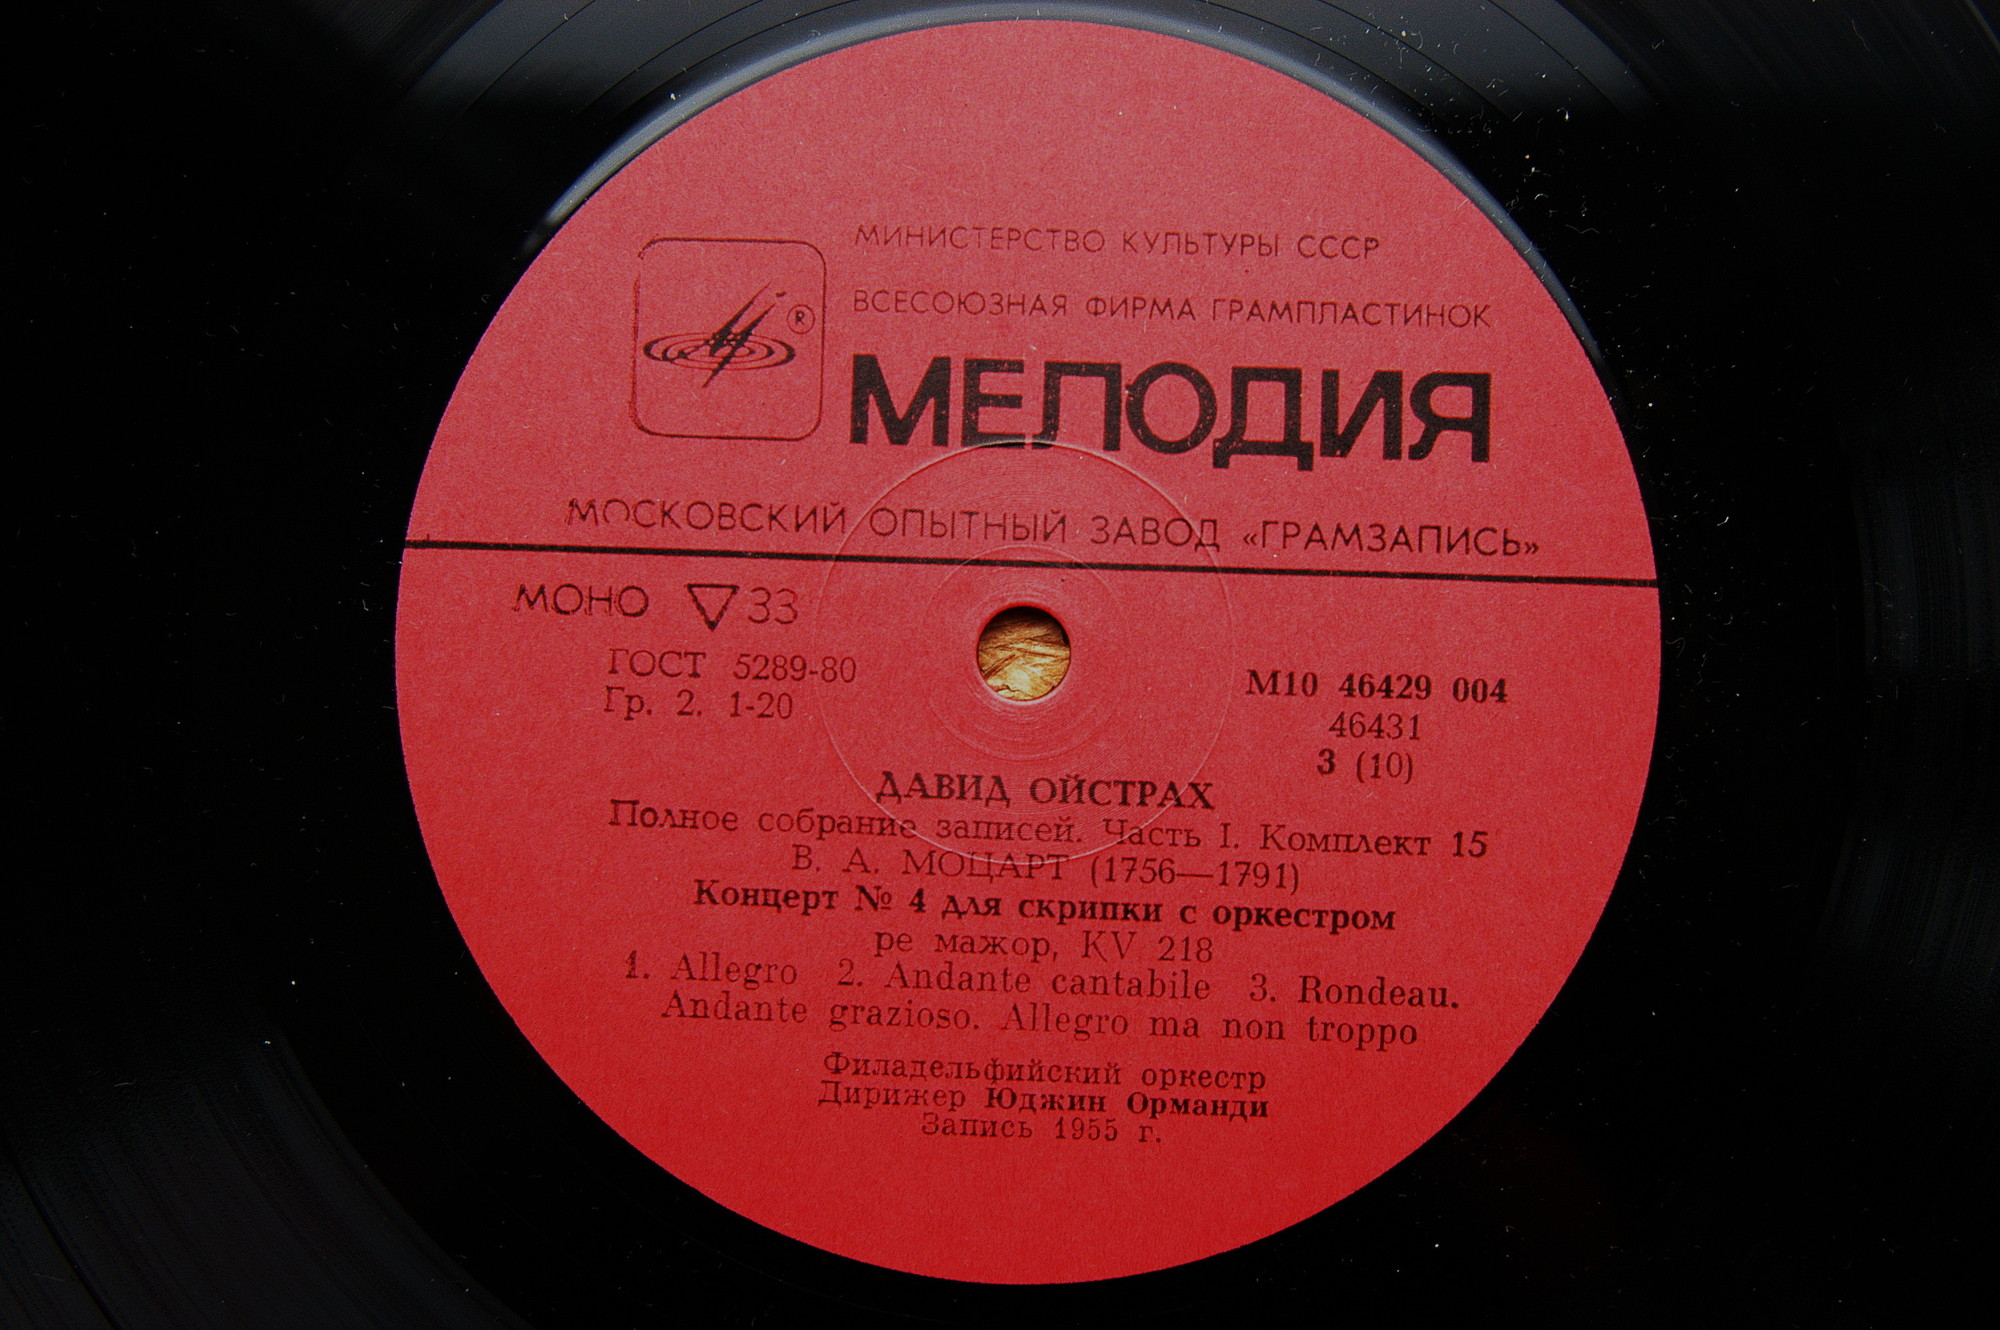 МИНИСТЕРСТВО КУЛЬТУРЫ СССР
ВСЕСОЮЗНАЯ ФИРМА ГРАМПЛАСТИНОК
®
МЕЛОДИЯ
МОСКОВСКИЙ ОПЫТНЫЙ ЗАВОД «ГРАМЗАПИСЬ»
МОНО ▽ 33
ГОСТ 5289-80
Гр. 2. 1-20
М10 46429 004
46431
3 (10)
ДАВИД ОЙСТРАХ
Полное собрание записей. Часть I. Комплект 15
В. А. МОЦАРТ (1756—1791)
Концерт № 4 для скрипки с оркестром
ре мажор, KV 218
1. Allegro 2. Andante cantabile 3. Rondeau.
Andante grazioso. Allegro ma non troppo
Филадельфийский оркестр
Дирижер Юджин Орманди
Запись 1955 г.